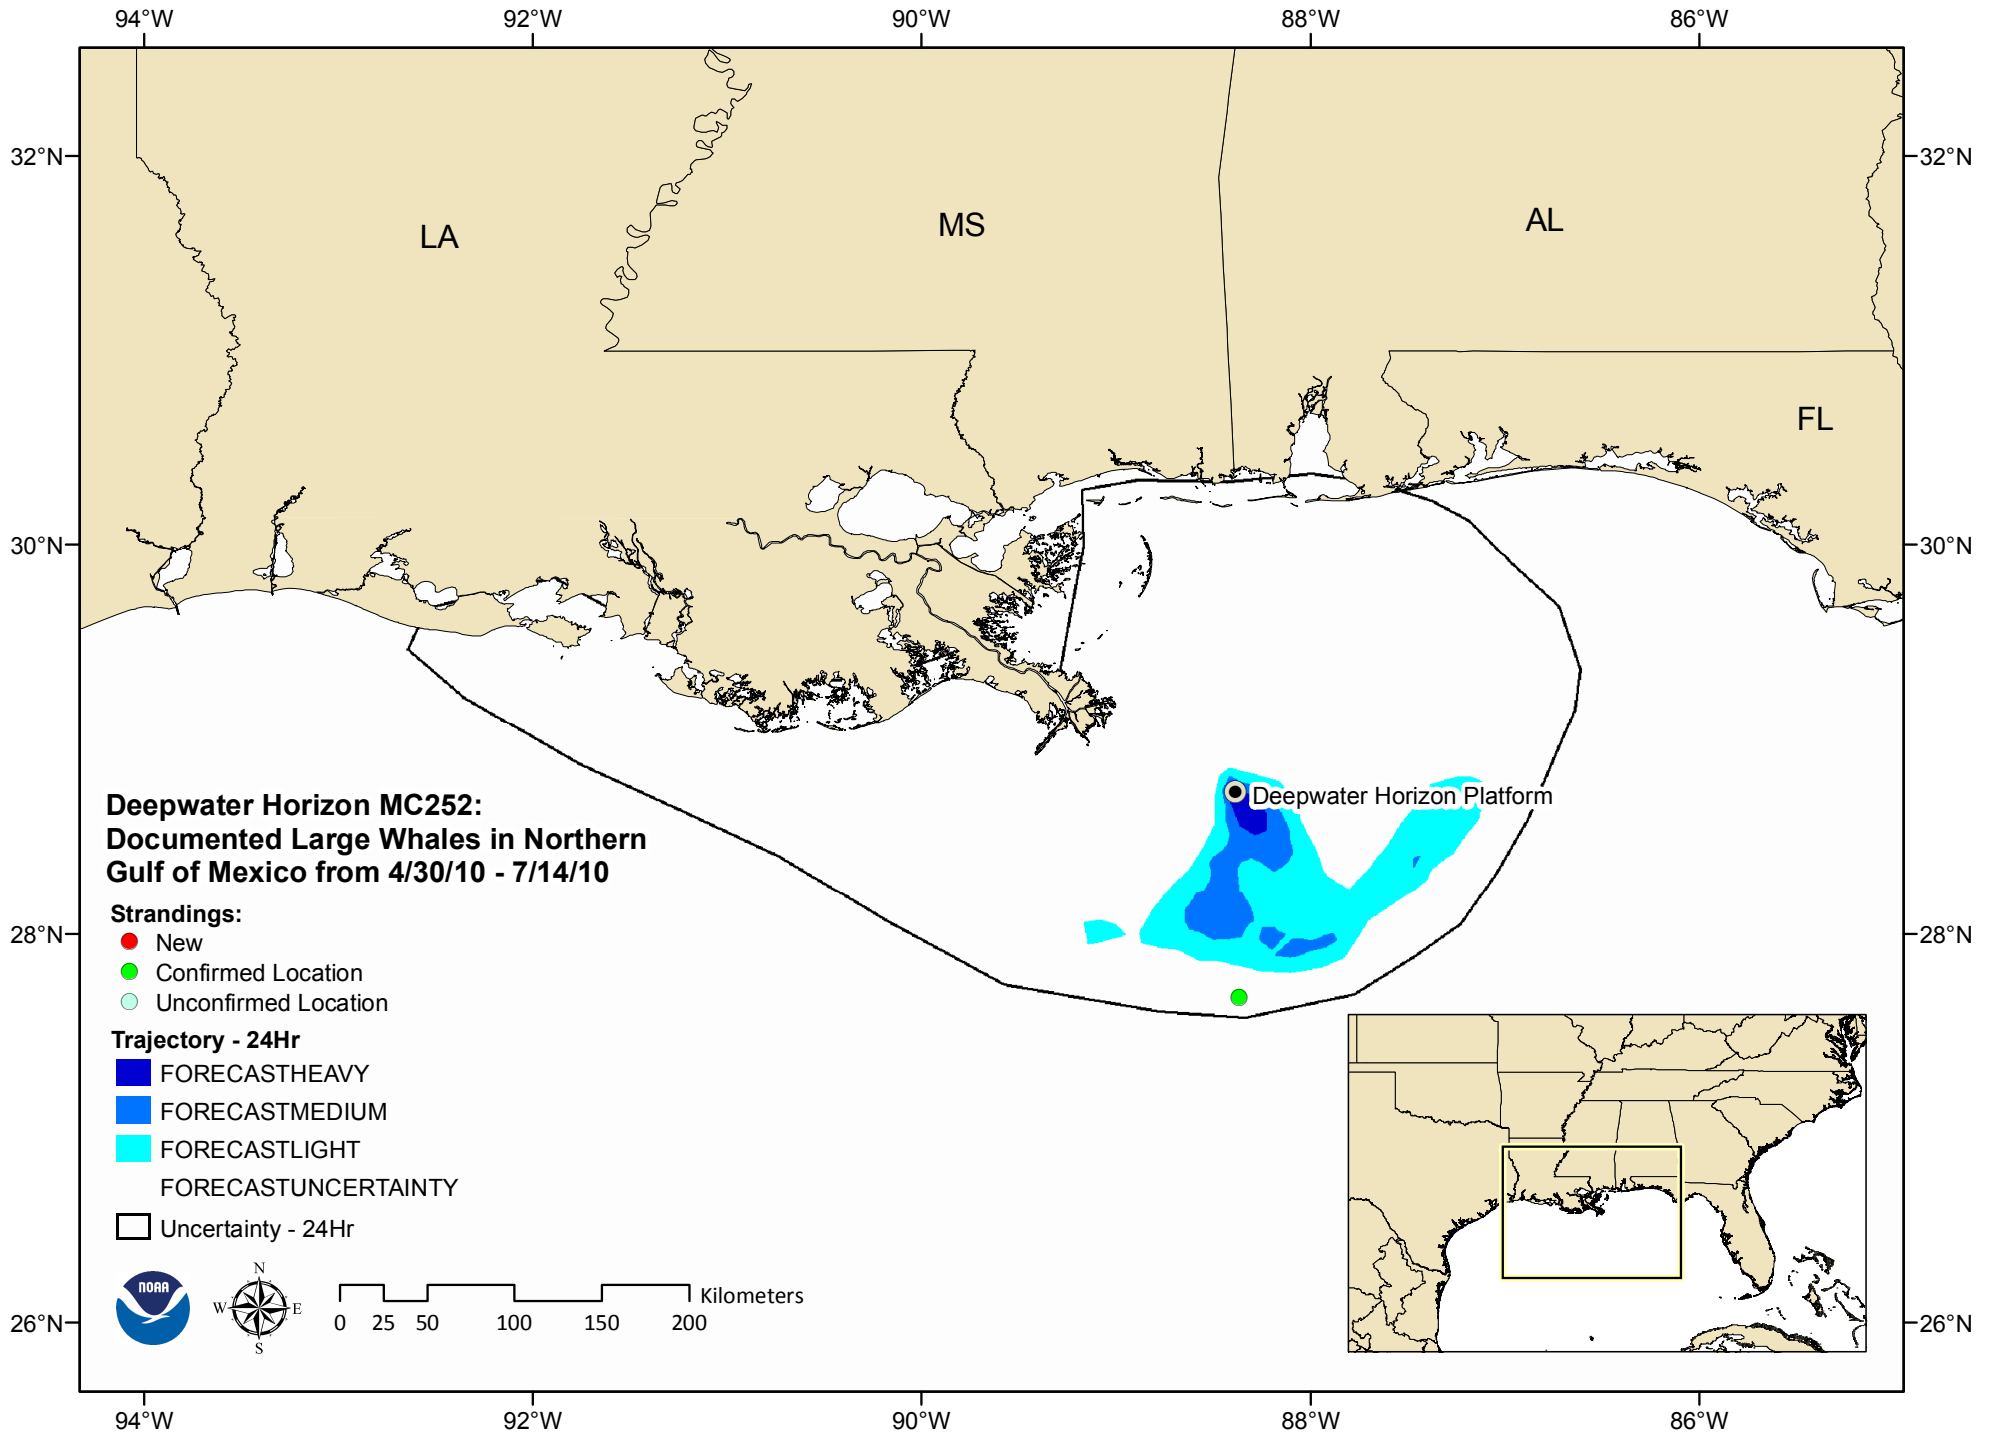 94°W 92°W 90°W 88°W 86°W
32°N 32°N
LA MS AL
FL
30°N 30°N
Deepwater Horizon Platform
Deepwater Horizon MC252:
Documented Large Whales in Northern
Gulf of Mexico from 4/30/10 - 7/14/10
Strandings:
28°N 28°N
New
Confirmed Location
Unconfirmed Location
Trajectory - 24Hr
FORECASTHEAVY
FORECASTMEDIUM
FORECASTLIGHT
FORECASTUNCERTAINTY
Uncertainty - 24Hr
NOAA
N
W E
S
Kilometers
0 25 50 100 150 200
26°N 26°N
94°W 92°W 90°W 88°W 86°W